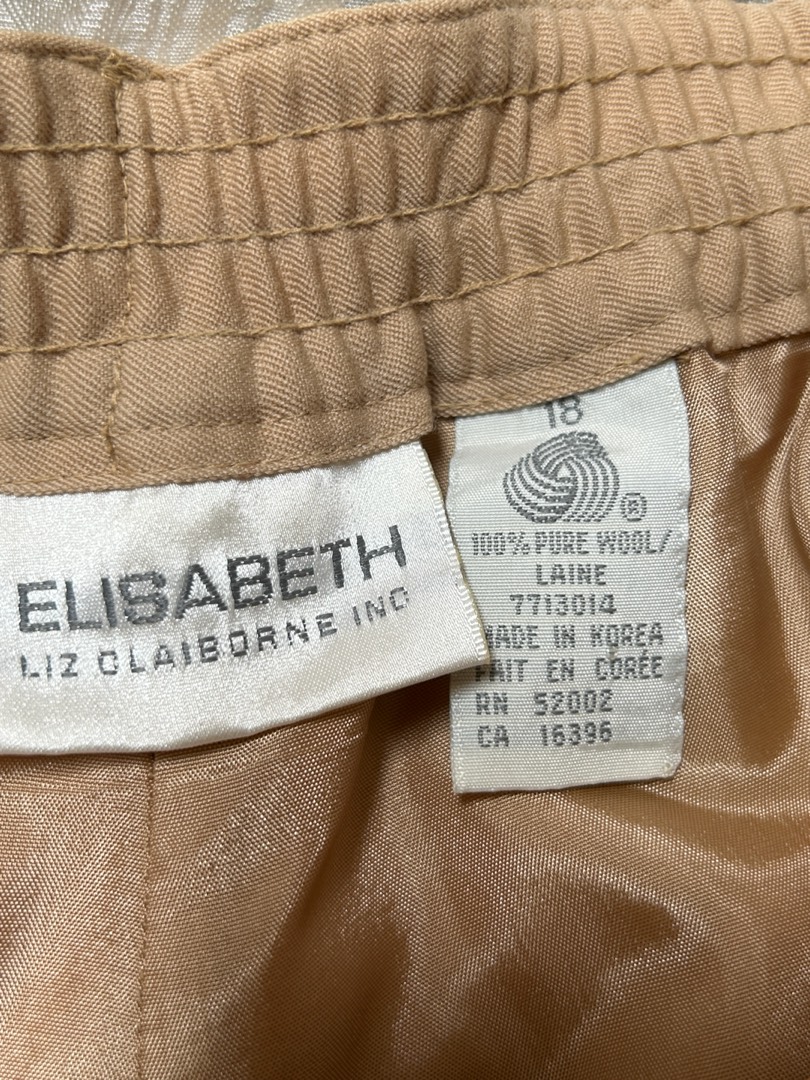 ELISABETH
LIZ CLAIBORNE INC
18
®
100% PURE WOOL/
LAINE
7713014
MADE IN KOREA
FAIT EN CORÉE
RN 52002
CA 16396